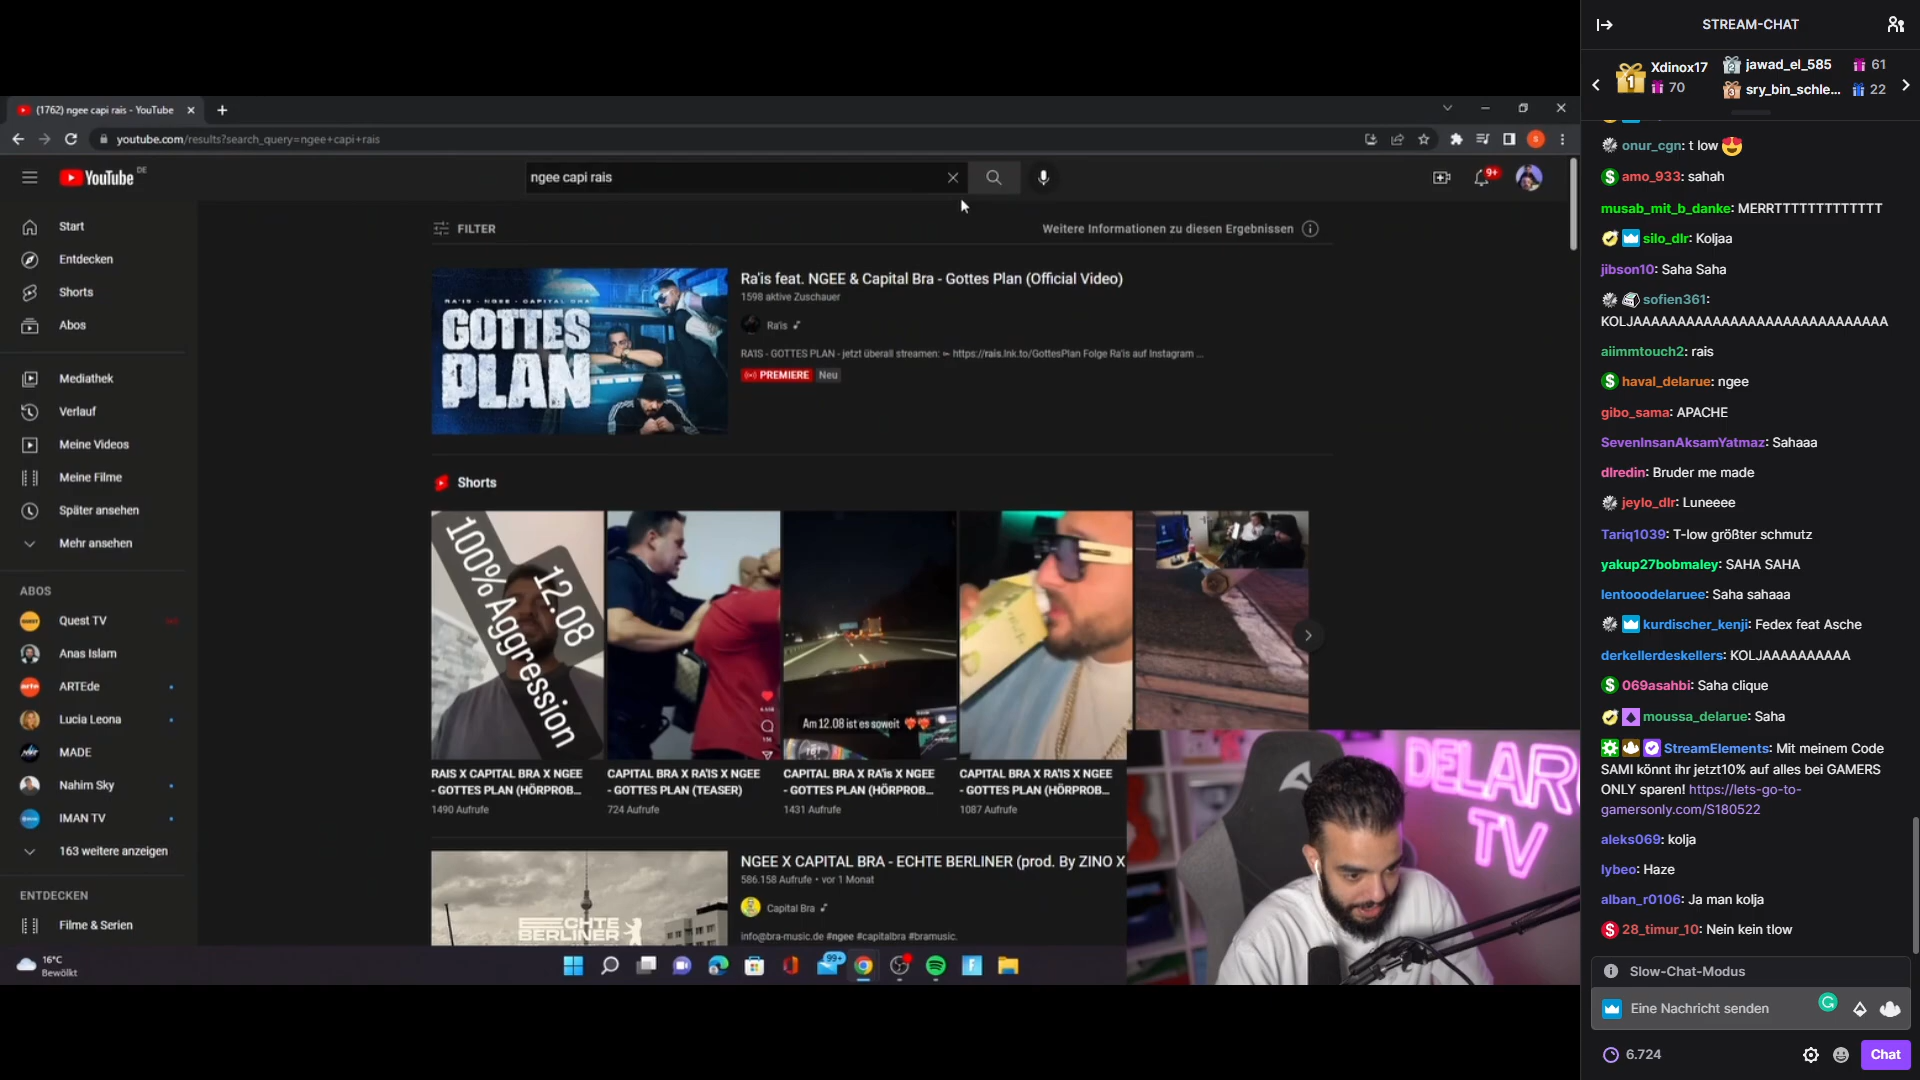 STREAM-CHAT
1
Xdinox17
70
2
jawad_el_585
61
3
sry_bin_schle...
22
(1762) ngee capi rais - YouTube
youtube.com/results?search_query=ngee+capi+rais
S
YouTube DE
ngee capi rais
9+
Start
Entdecken
Shorts
Abos
Mediathek
Verlauf
Meine Videos
Meine Filme
Später ansehen
Mehr ansehen
ABOS
Quest TV
Anas Islam
ARTEde
Lucia Leona
MADE
Nahim Sky
IMAN TV
163 weitere anzeigen
ENTDECKEN
Filme & Serien
FILTER
Weitere Informationen zu diesen Ergebnissen
RA'IS - NGEE - CAPITAL BRA
GOTTES
PLAN
Ra'is feat. NGEE & Capital Bra - Gottes Plan (Official Video)
1598 aktive Zuschauer
Ra'is
RA'IS - GOTTES PLAN - jetzt überall streamen: ► https://rais.lnk.to/GottesPlan Folge Ra'is auf Instagram ...
PREMIERE
Neu
Shorts
100% Aggression
12.08
Am 12.08 ist es soweit
RAIS X CAPITAL BRA X NGEE
- GOTTES PLAN (HÖRPROB...
1490 Aufrufe
CAPITAL BRA X RA'IS X NGEE
- GOTTES PLAN (TEASER)
724 Aufrufe
CAPITAL BRA X RA'is X NGEE
- GOTTES PLAN (HÖRPROB...
1431 Aufrufe
CAPITAL BRA X RA'IS X NGEE
- GOTTES PLAN (HÖRPROB...
1087 Aufrufe
ECHTE
BERLINER
NGEE X CAPITAL BRA - ECHTE BERLINER (prod. By ZINO X
586.158 Aufrufe • vor 1 Monat
Capital Bra
info@bra-music.de #ngee #capitalbra #bramusic.
DELAR
TV
16°C
Bewölkt
99+
onur_cgn: t low
amo_933: sahah
musab_mit_b_danke: MERRTTTTTTTTTTTTT
silo_dlr: Koljaa
jibson10: Saha Saha
sofien361:
KOLJAAAAAAAAAAAAAAAAAAAAAAAAAAAAA
aiimmtouch2: rais
haval_delarue: ngee
gibo_sama: APACHE
SevenInsanAksamYatmaz: Sahaaa
dlredin: Bruder me made
jeylo_dlr: Luneeee
Tariq1039: T-low größter schmutz
yakup27bobmaley: SAHA SAHA
lentooodelaruee: Saha sahaaa
kurdischer_kenji: Fedex feat Asche
derkellerdeskellers: KOLJAAAAAAAAAA
069asahbi: Saha clique
moussa_delarue: Saha
StreamElements: Mit meinem Code
SAMI könnt ihr jetzt10% auf alles bei GAMERS
ONLY sparen! https://lets-go-to-
gamersonly.com/S180522
aleks069: kolja
lybeo: Haze
alban_r0106: Ja man kolja
28_timur_10: Nein kein tlow
Slow-Chat-Modus
Eine Nachricht senden
6.724
Chat